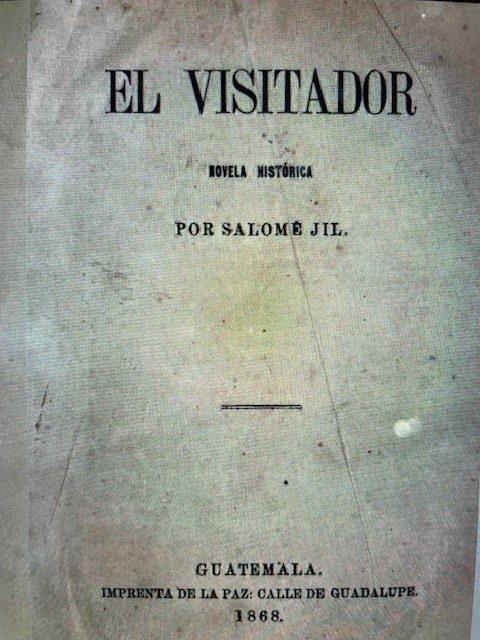 EL VISITADOR
NOVELA HISTÓRICA
POR SALOMÉ JIL.
GUATEMALA.
IMPRENTA DE LA PAZ: CALLE DE GUADALUPE.
1868.